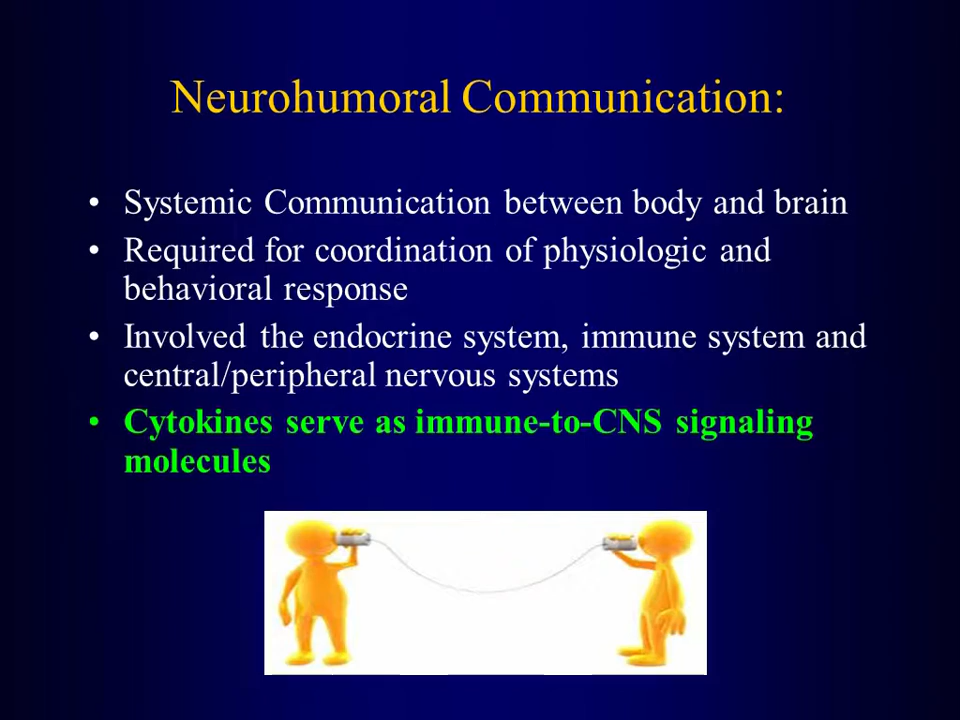 Neurohumoral Communication:
• Systemic Communication between body and brain
• Required for coordination of physiologic and
behavioral response
• Involved the endocrine system, immune system and
central/peripheral nervous systems
• Cytokines serve as immune-to-CNS signaling
molecules